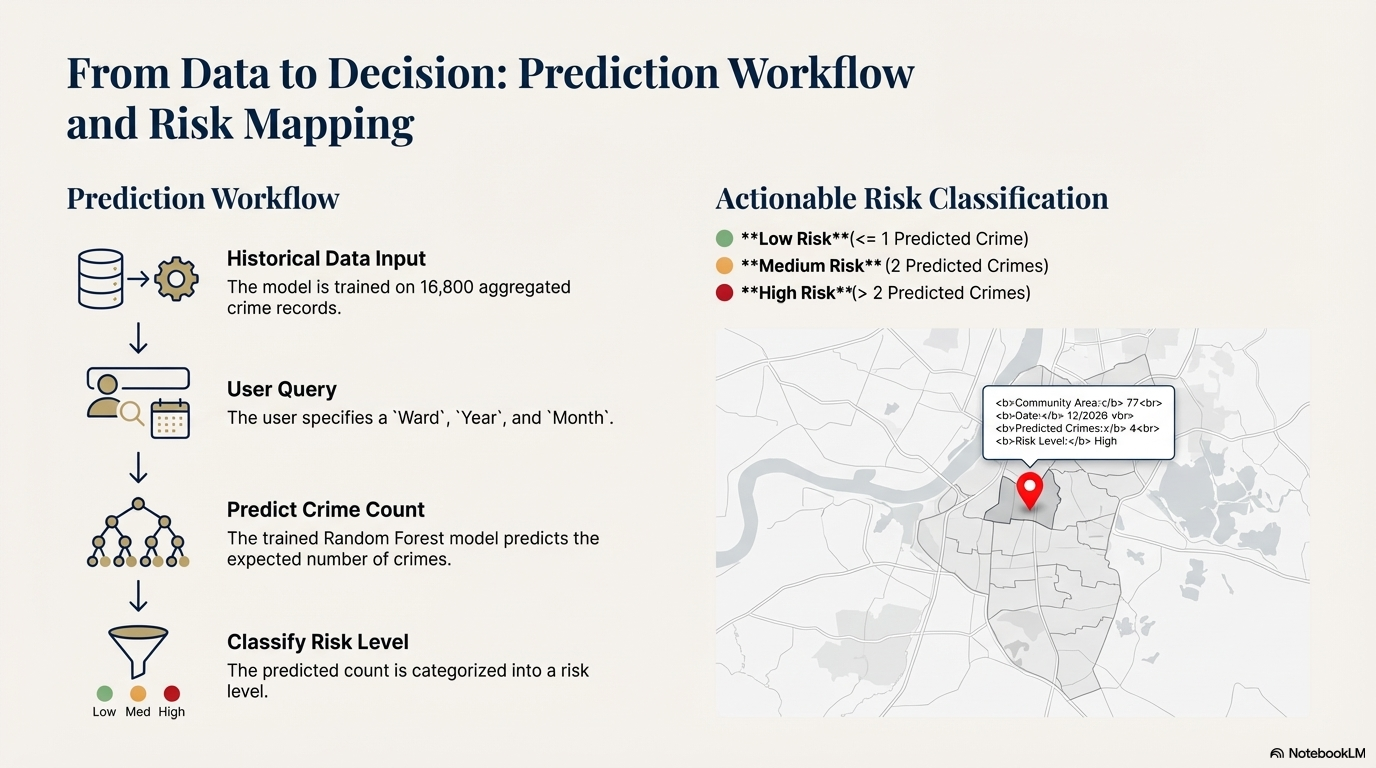 From Data to Decision: Prediction Workflow
and Risk Mapping
Prediction Workflow
Historical Data Input
The model is trained on 16,800 aggregated
crime records.
User Query
The user specifies a `Ward`, `Year`, and `Month`.
Predict Crime Count
The trained Random Forest model predicts the
expected number of crimes.
Classify Risk Level
The predicted count is categorized into a risk
level.
Low Med High
Actionable Risk Classification
**Low Risk**(<= 1 Predicted Crime)
**Medium Risk** (2 Predicted Crimes)
**High Risk**(> 2 Predicted Crimes)
<b>Community Area:c/b> 77<br>
<b>Date:</b> 12/2026 vbr>
<b>Predicted Crimes:x/b> 4<br>
<b>Risk Level:</b> High
NotebookLM